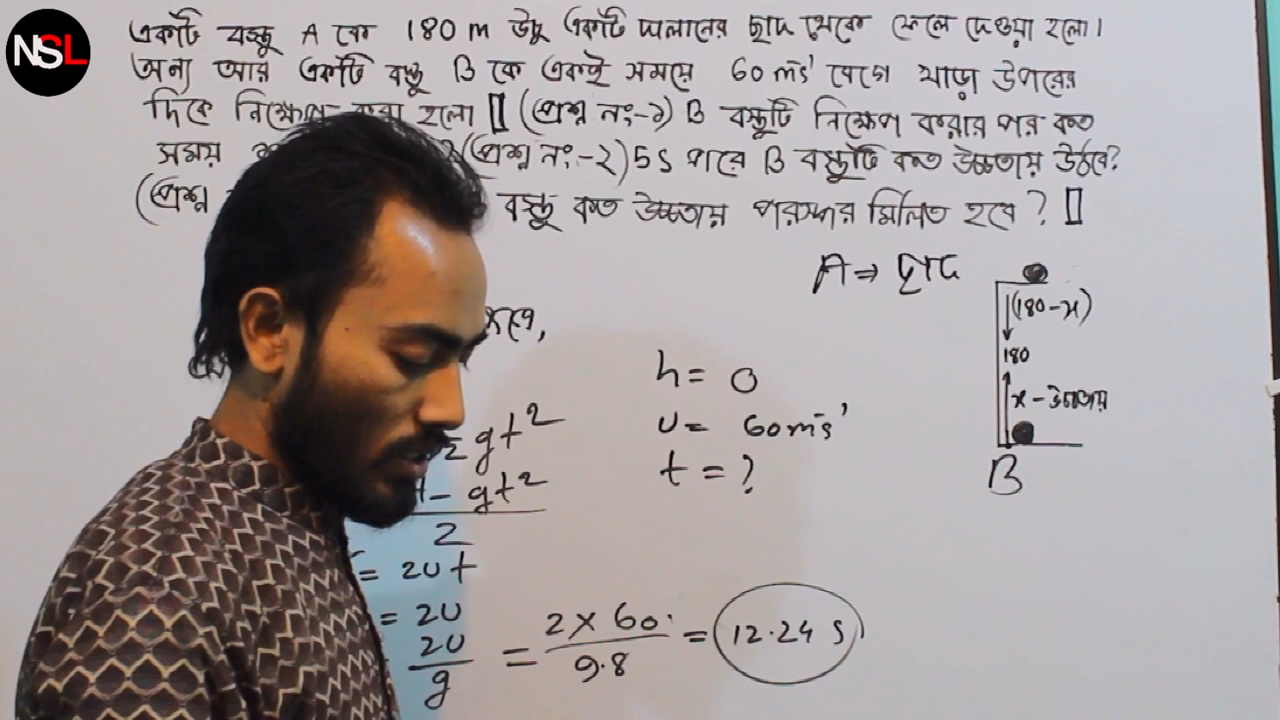 NSL
একটি বস্তু A কে 180 m উঁচু একটি দালানের ছাদ থেকে ফেলে দেওয়া হলো।
অন্য আর একটি বস্তু B কে একই সময়ে 60 ms⁻¹ বেগে খাড়া উপরের
দিকে নিক্ষেপ করা হলো [] (প্রশ্ন নং-১) B বস্তুটি নিক্ষেপ করার পর কত
সময় (প্রশ্ন নং-২) 5s পরে B বস্তুটি কত উচ্চতায় উঠবে?
(প্রশ্ন বস্তু কত উচ্চতায় পরস্পর মিলিত হবে? []
A ⇒ ছাদ
(180-x)
180
x - উচ্চতায়
B
h = 0
u = 60 ms⁻¹
t = ?
gt²
- gt²
2
= 2ut
= 2u
2u
g
= 2 × 60
9.8
= 12.24 s